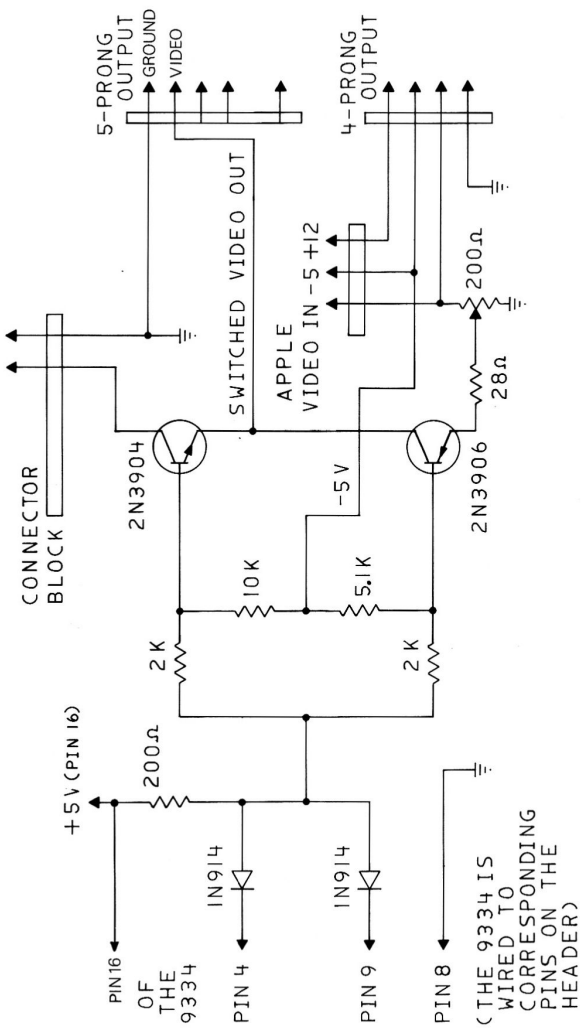 5-PRONG
OUTPUT
GROUND
VIDEO
4-PRONG
OUTPUT
CONNECTOR
BLOCK
SWITCHED VIDEO OUT
APPLE
VIDEO IN -5 +12
2N3904
2N3906
200Ω
28Ω
-5V
10K
5.1K
2K
2K
+5V (PIN 16)
200Ω
1N914
1N914
PIN 16
OF
THE
9334
PIN 4
PIN 9
PIN 8
(THE 9334 IS
WIRED TO
CORRESPONDING
PINS ON THE
HEADER)